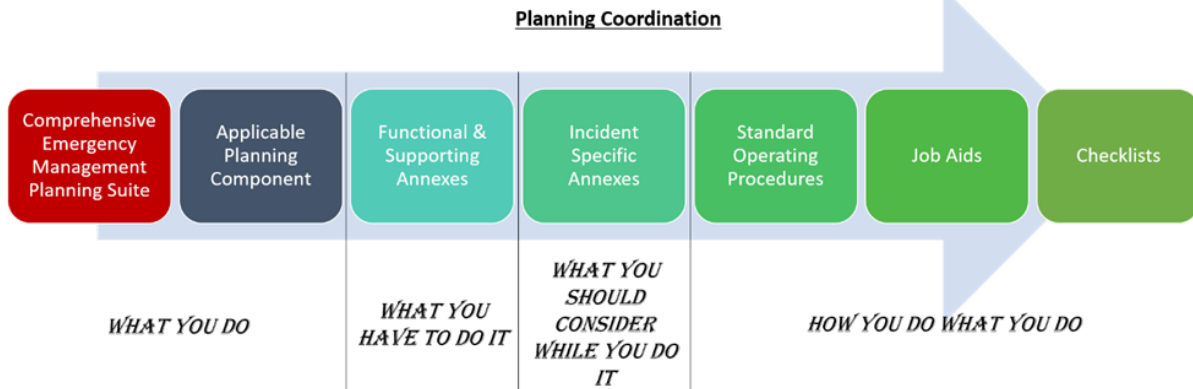 Planning Coordination
Comprehensive
Emergency
Management
Planning Suite
Applicable
Planning
Component
Functional &
Supporting
Annexes
Incident
Specific
Annexes
Standard
Operating
Procedures
Job Aids
Checklists
WHAT YOU DO
WHAT YOU
HAVE TO DO IT
WHAT YOU
SHOULD
CONSIDER
WHILE YOU DO
IT
HOW YOU DO WHAT YOU DO